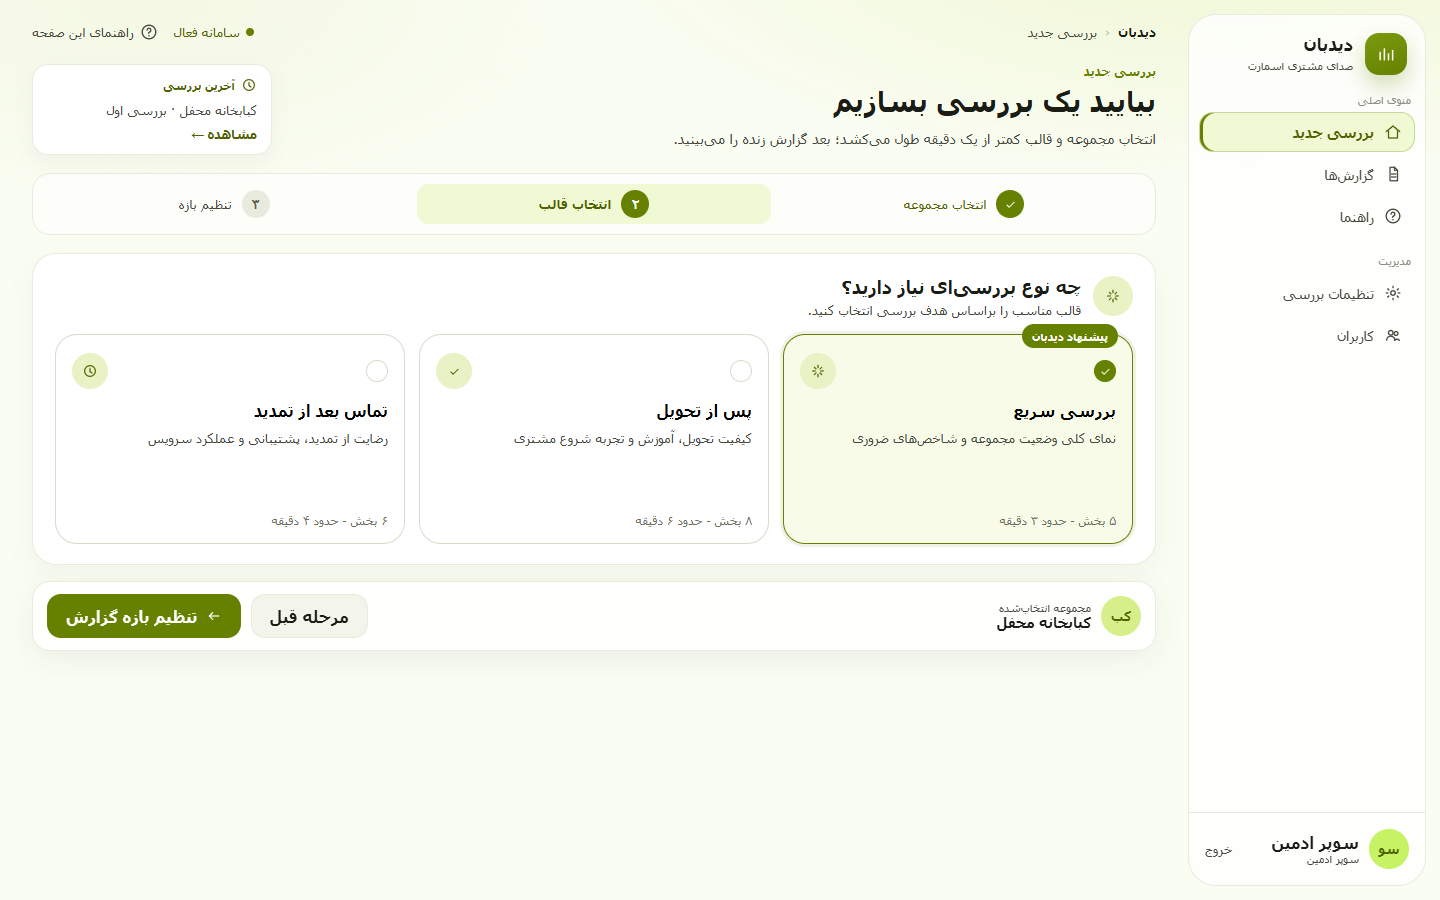 دیدبان
صدای مشتری اسمارت
منوی اصلی
بررسی جدید
گزارش‌ها
راهنما
مدیریت
تنظیمات بررسی
کاربران
سو
سوپر ادمین
سوپر ادمین
خروج
دیدبان › بررسی جدید
سامانه فعال
راهنمای این صفحه
بررسی جدید
بیایید یک بررسی بسازیم
انتخاب مجموعه و قالب کمتر از یک دقیقه طول می‌کشد؛ بعد گزارش زنده را می‌بینید.
آخرین بررسی
کبابخانه محفل · بررسی اول
مشاهده ←
انتخاب مجموعه
۲ انتخاب قالب
۳ تنظیم بازه
چه نوع بررسی‌ای نیاز دارید؟
قالب مناسب را براساس هدف بررسی انتخاب کنید.
پیشنهاد دیدبان
بررسی سریع
نمای کلی وضعیت مجموعه و شاخص‌های ضروری
۵ بخش - حدود ۳ دقیقه
پس از تحویل
کیفیت تحویل، آموزش و تجربه شروع مشتری
۸ بخش - حدود ۶ دقیقه
تماس بعد از تمدید
رضایت از تمدید، پشتیبانی و عملکرد سرویس
۶ بخش - حدود ۴ دقیقه
کب
مجموعه انتخاب‌شده
کبابخانه محفل
مرحله قبل
← تنظیم بازه گزارش